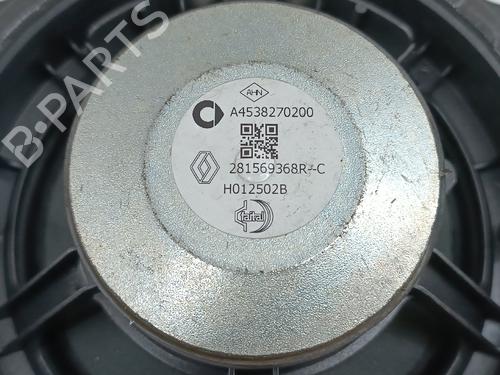 AHN
A4538270200
281569368R-C
H012502B
Faital
B-PARTS